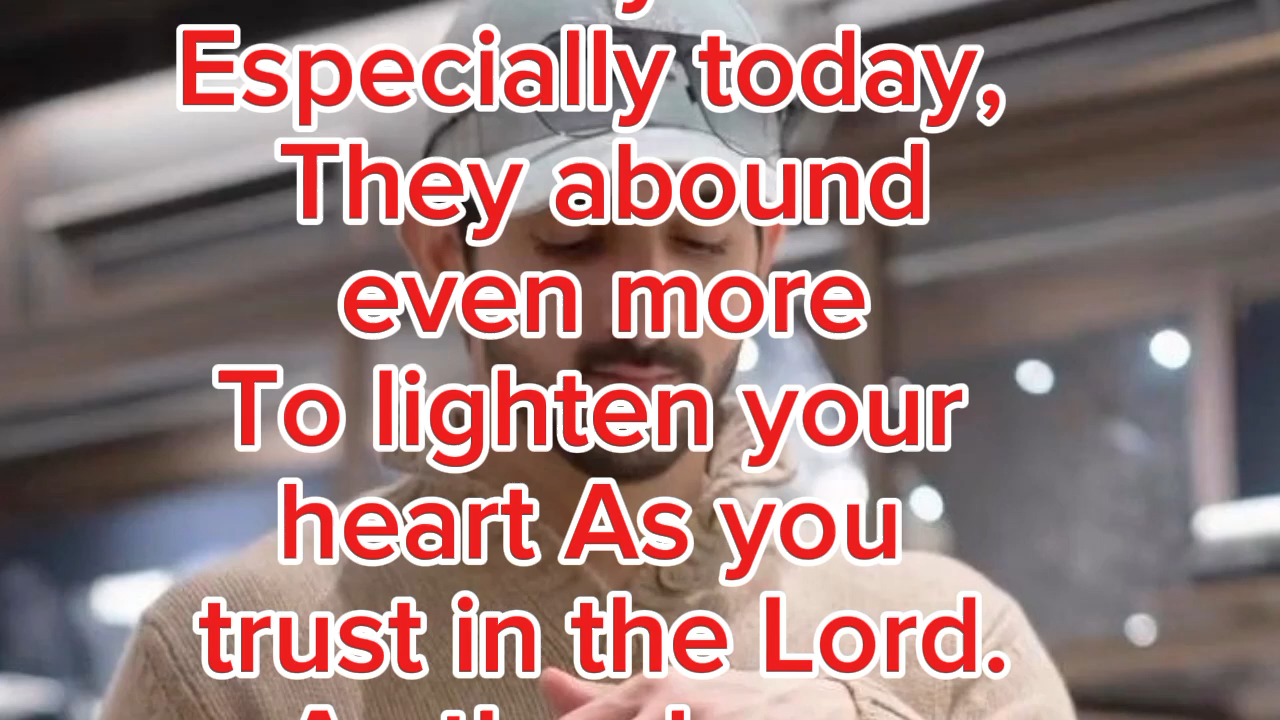 Especially today,
They abound
even more
To lighten your
heart As you
trust in the Lord.